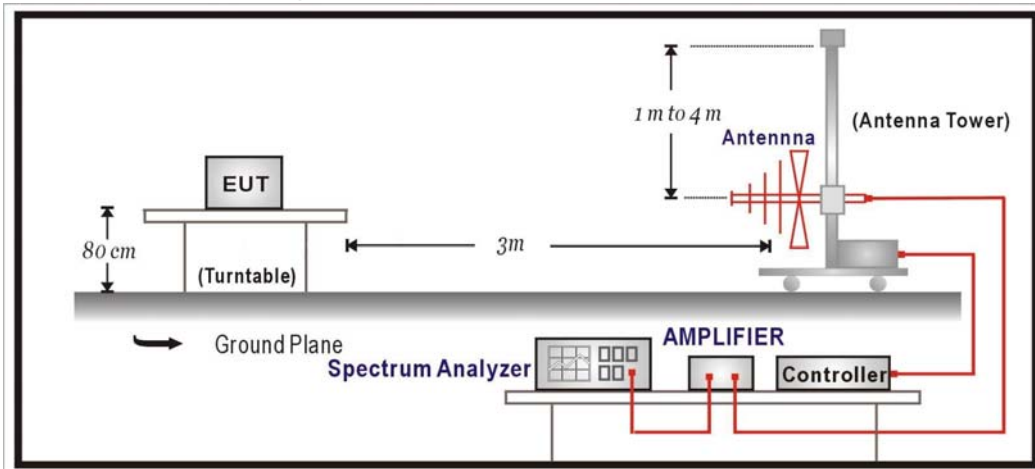 1 m to 4 m
(Antenna Tower)
Antennna
EUT
80 cm
3m
(Turntable)
Ground Plane
AMPLIFIER
Spectrum Analyzer
Controller